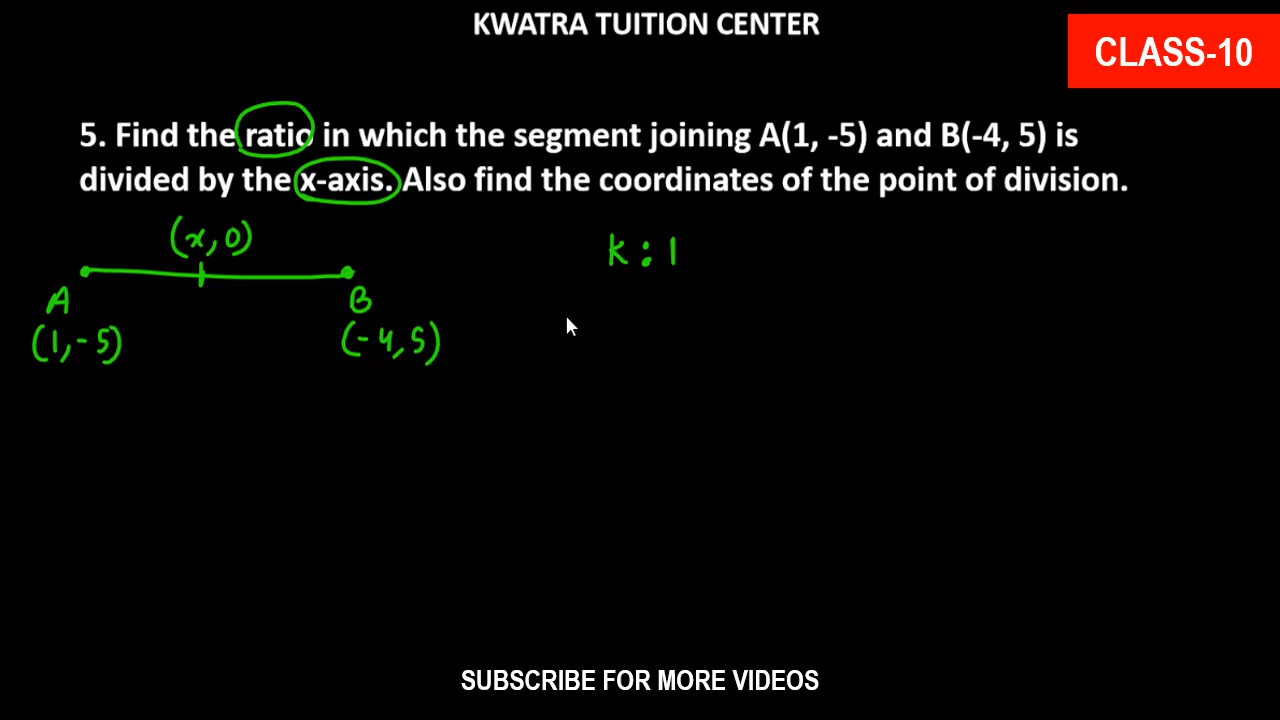 KWATRA TUITION CENTER
CLASS-10
5. Find the ratio in which the segment joining A(1, -5) and B(-4, 5) is
divided by the x-axis. Also find the coordinates of the point of division.
(x, 0)
k : 1
A
B
(1, -5)
(-4, 5)
SUBSCRIBE FOR MORE VIDEOS